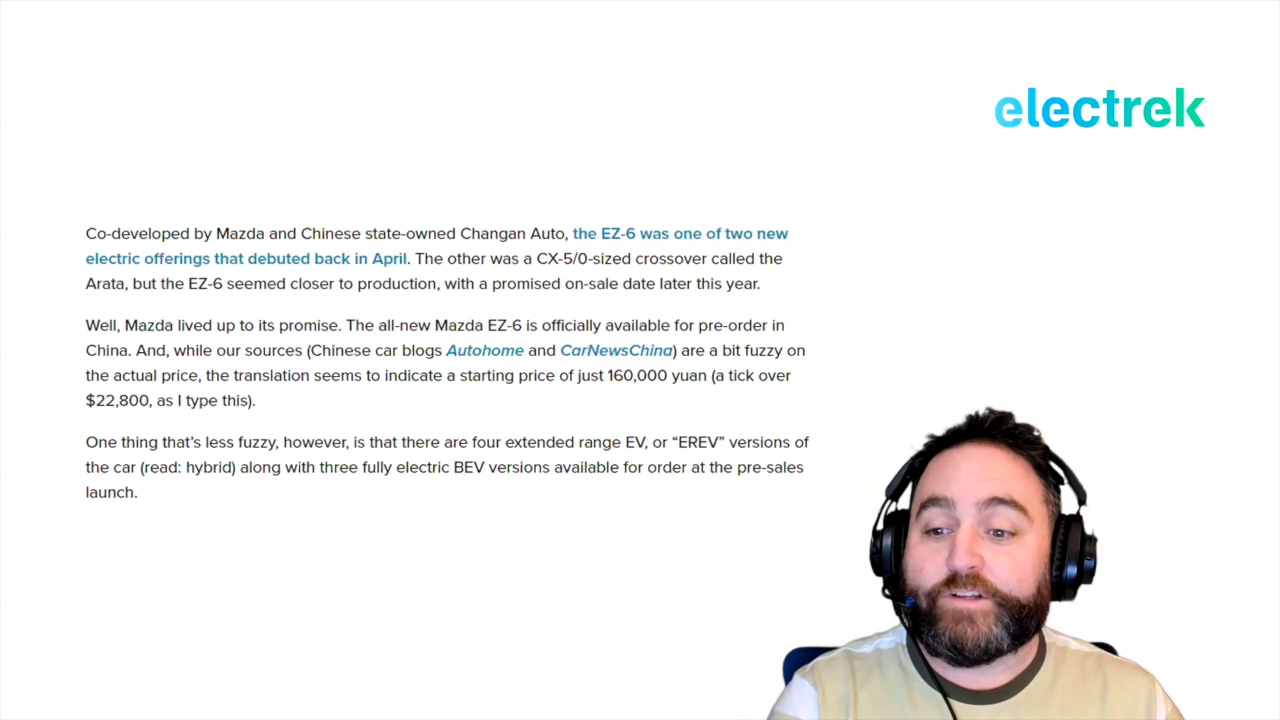 electrek
Co-developed by Mazda and Chinese state-owned Changan Auto, the EZ-6 was one of two new
electric offerings that debuted back in April. The other was a CX-5/0-sized crossover called the
Arata, but the EZ-6 seemed closer to production, with a promised on-sale date later this year.
Well, Mazda lived up to its promise. The all-new Mazda EZ-6 is officially available for pre-order in
China. And, while our sources (Chinese car blogs Autohome and CarNewsChina) are a bit fuzzy on
the actual price, the translation seems to indicate a starting price of just 160,000 yuan (a tick over
$22,800, as I type this).
One thing that’s less fuzzy, however, is that there are four extended range EV, or “EREV” versions of
the car (read: hybrid) along with three fully electric BEV versions available for order at the pre-sales
launch.